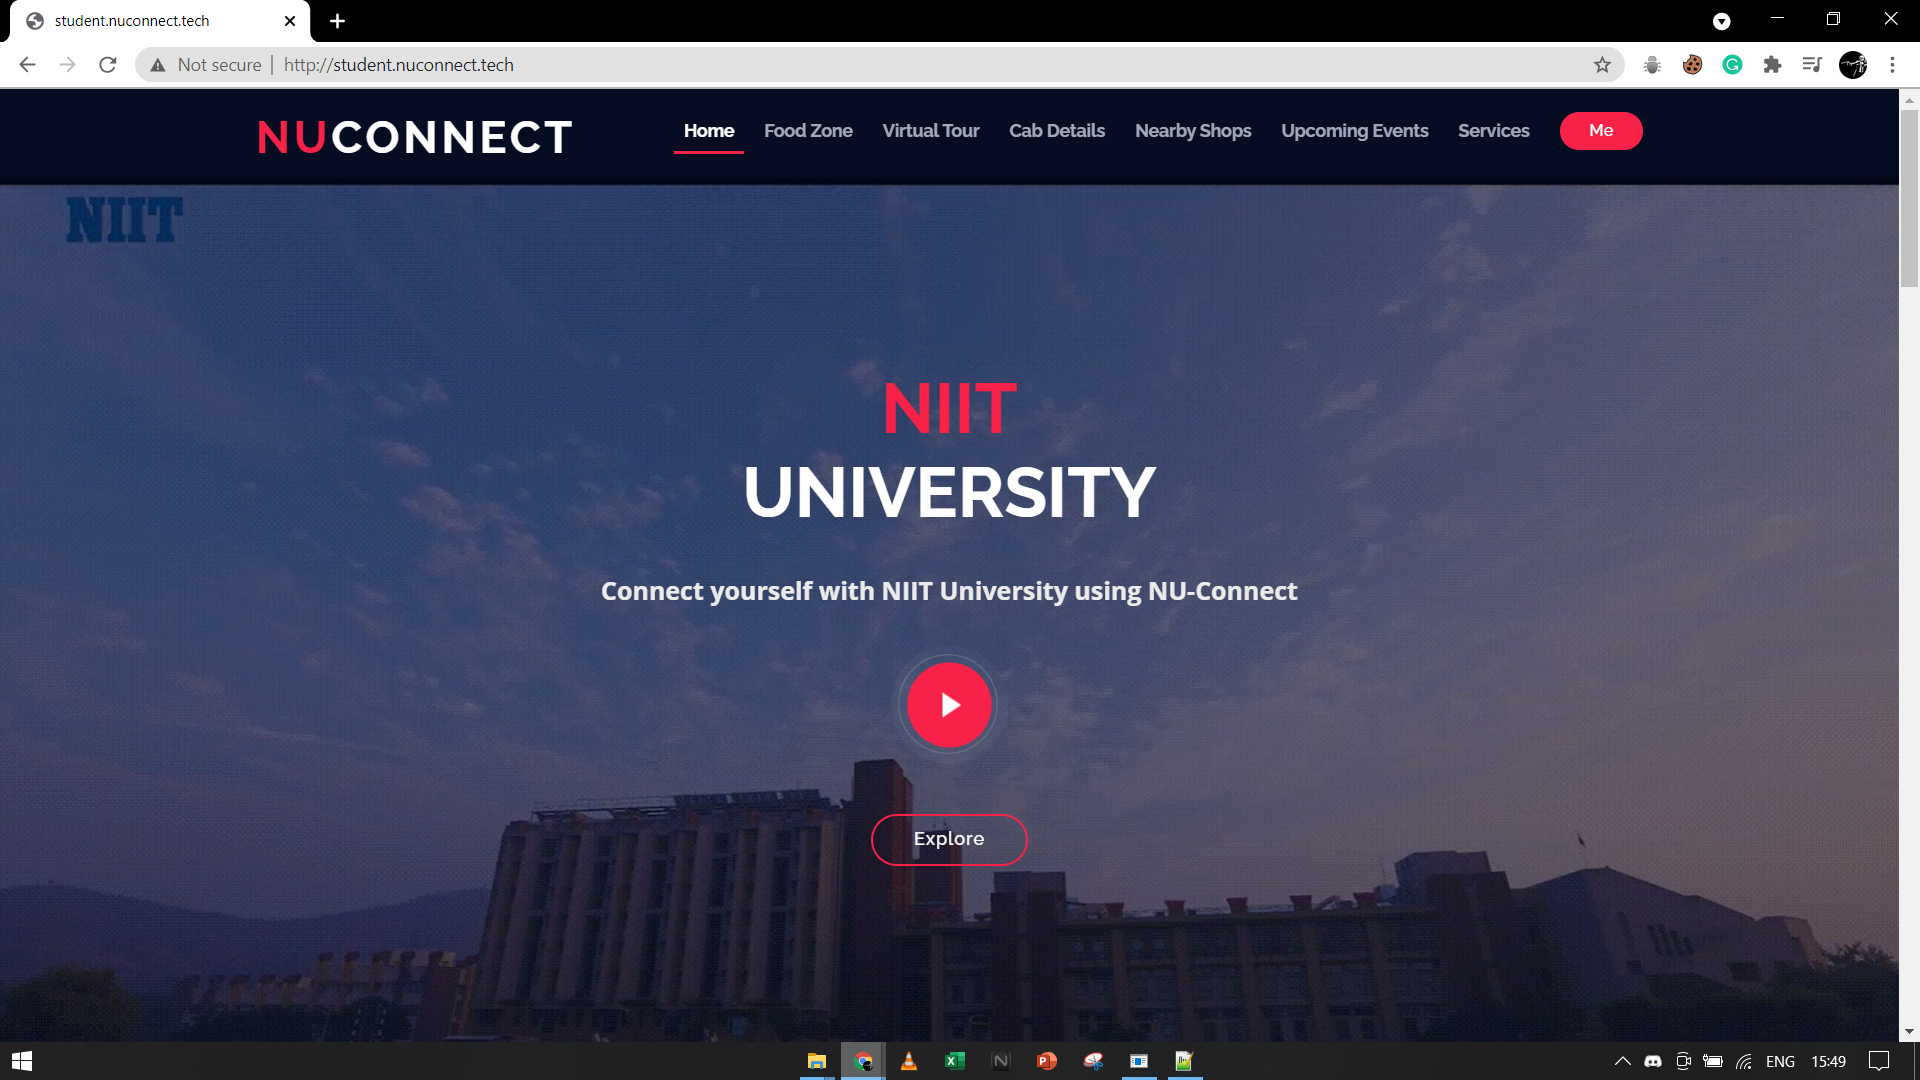 student.nuconnect.tech
Not secure | http://student.nuconnect.tech
NUCONNECT
Home Food Zone Virtual Tour Cab Details Nearby Shops Upcoming Events Services Me
NIIT
NIIT
UNIVERSITY
Connect yourself with NIIT University using NU-Connect
Explore
ENG 15:49